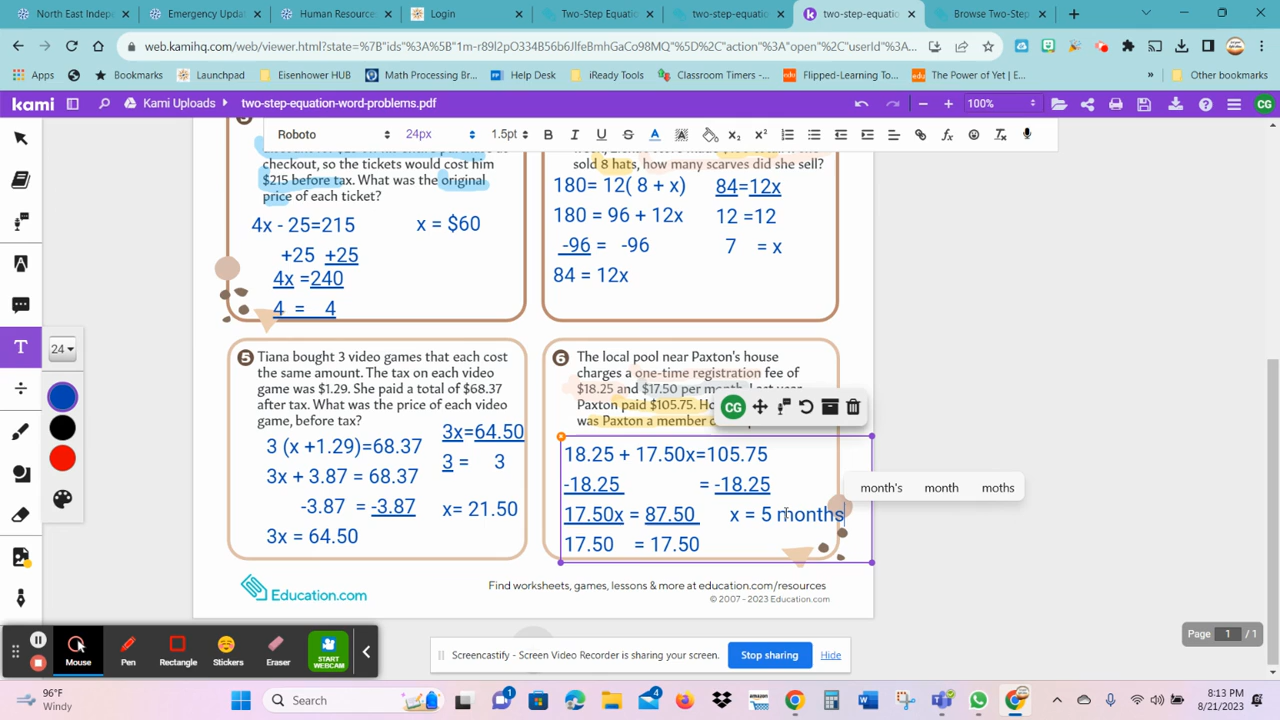 North East Indepen
Emergency Updat
Human Resource:
Login
Two-Step Equatio
two-step-equatio
two-step-equatio
Browse Two-Step
web.kamihq.com/web/viewer.html?state=%7B"ids"%3A%5B"1m-r89l2pO334B56b6JlfeBmhGaCo98MQ"%5D%2C"action"%3A"open"%2C"userId"%3A...
Apps
Bookmarks
Launchpad
Eisenhower HUB
Math Processing Br...
Help Desk
iReady Tools
Classroom Timers -...
Flipped-Learning To...
The Power of Yet | E...
Other bookmarks
kami
Kami Uploads
two-step-equation-word-problems.pdf
100%
Roboto
24px
1.5pt
checkout, so the tickets would cost him
$215 before tax. What was the original
price of each ticket?
4x - 25=215
x = $60
+25 +25
4x =240
4 = 4
sold 8 hats, how many scarves did she sell?
180= 12( 8 + x)
84=12x
180 = 96 + 12x
12 =12
-96 = -96
7 = x
84 = 12x
5 Tiana bought 3 video games that each cost
the same amount. The tax on each video
game was $1.29. She paid a total of $68.37
after tax. What was the price of each video
game, before tax?
3 (x +1.29)=68.37
3x=64.50
3 = 3
3x + 3.87 = 68.37
-3.87 = -3.87
x= 21.50
3x = 64.50
6 The local pool near Paxton's house
charges a one-time registration fee of
$18.25 and $17.50 per month. Last year
Paxton paid $105.75. Ho
was Paxton a member
CG
18.25 + 17.50x=105.75
-18.25 = -18.25
17.50x = 87.50
x = 5 months
17.50 = 17.50
month's
month
moths
24
Education.com
Find worksheets, games, lessons & more at education.com/resources
© 2007 - 2023 Education.com
Page 1 / 1
Mouse
Pen
Rectangle
Stickers
Eraser
START WEBCAM
Screencastify - Screen Video Recorder is sharing your screen.
Stop sharing
Hide
96°F
Windy
Search
8:13 PM
8/21/2023